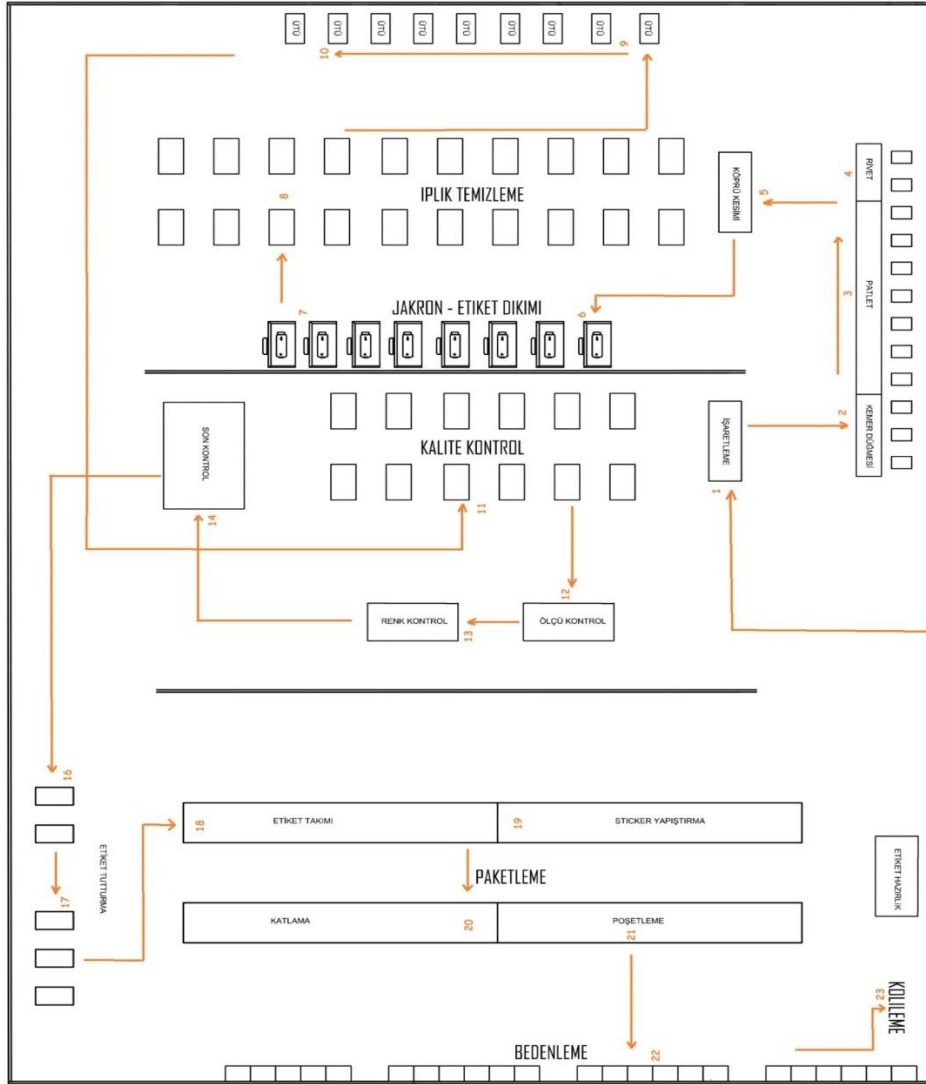 ÜTÜ ÜTÜ ÜTÜ ÜTÜ ÜTÜ ÜTÜ ÜTÜ ÜTÜ ÜTÜ
10
9
IPLIK TEMIZLEME
8
KÖPRÜ KESİMİ
5
RİVET
4
PATLET
3
KEMER DÜĞMESİ
2
JAKRON - ETIKET DIKIMI
7
6
SON KONTROL
14
KALITE KONTROL
11
İŞARETLEME
1
12
RENK KONTROL
13
ÖLÇÜ KONTROL
16
17
ETİKET TUTTURMA
18
ETİKET TAKIMI
19
STICKER YAPIŞTIRMA
PAKETLEME
ETİKET HAZIRLIK
KATLAMA
20
POŞETLEME
21
BEDENLEME
22
23
KOLILEME